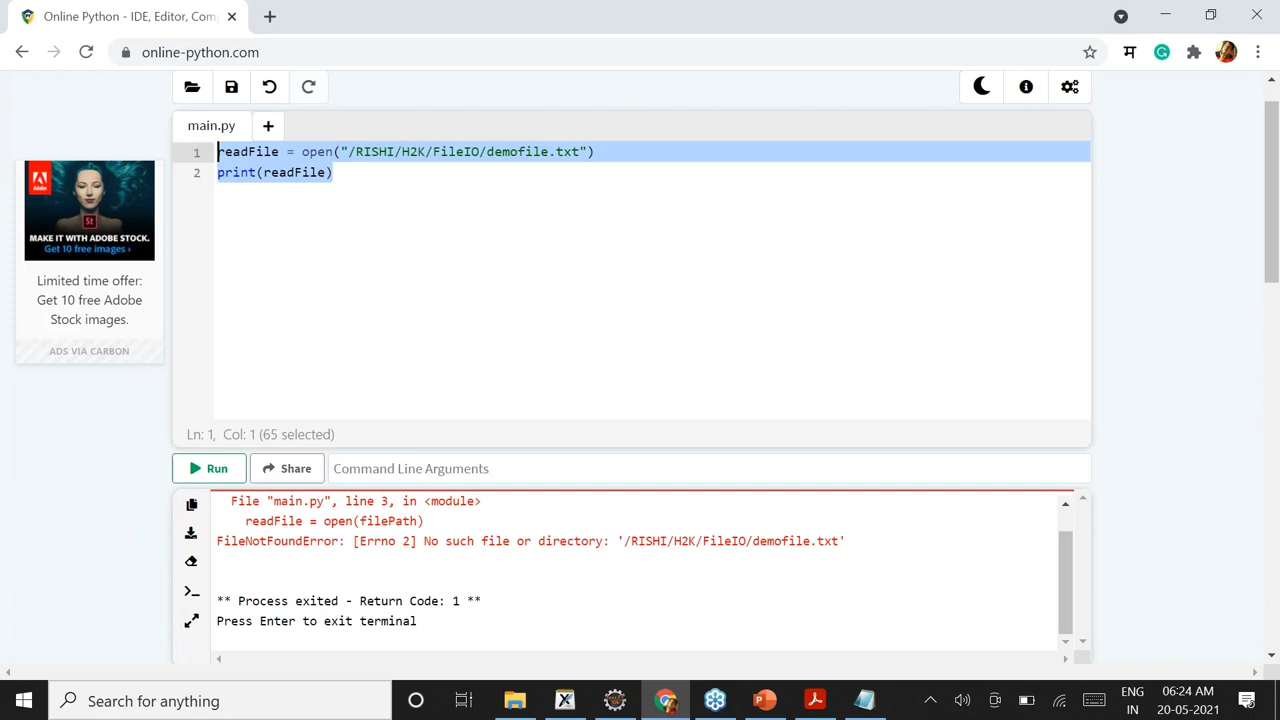 Online Python - IDE, Editor, Com
online-python.com
म
G
main.py
1 readFile = open("/RISHI/H2K/FileIO/demofile.txt")
2 print(readFile)
Adobe
St
MAKE IT WITH ADOBE STOCK.
Get 10 free images ›
Limited time offer:
Get 10 free Adobe
Stock images.
ADS VIA CARBON
Ln: 1, Col: 1 (65 selected)
Run Share Command Line Arguments
File "main.py", line 3, in <module>
readFile = open(filePath)
FileNotFoundError: [Errno 2] No such file or directory: '/RISHI/H2K/FileIO/demofile.txt'
** Process exited - Return Code: 1 **
Press Enter to exit terminal
Search for anything
ENG
IN
06:24 AM
20-05-2021